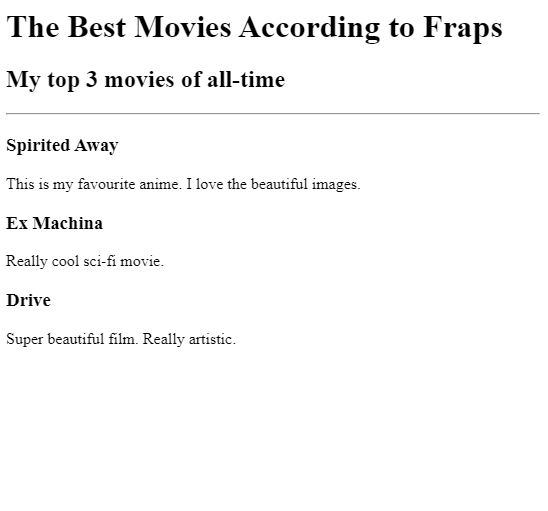 The Best Movies According to Fraps
My top 3 movies of all-time
Spirited Away
This is my favourite anime. I love the beautiful images.
Ex Machina
Really cool sci-fi movie.
Drive
Super beautiful film. Really artistic.